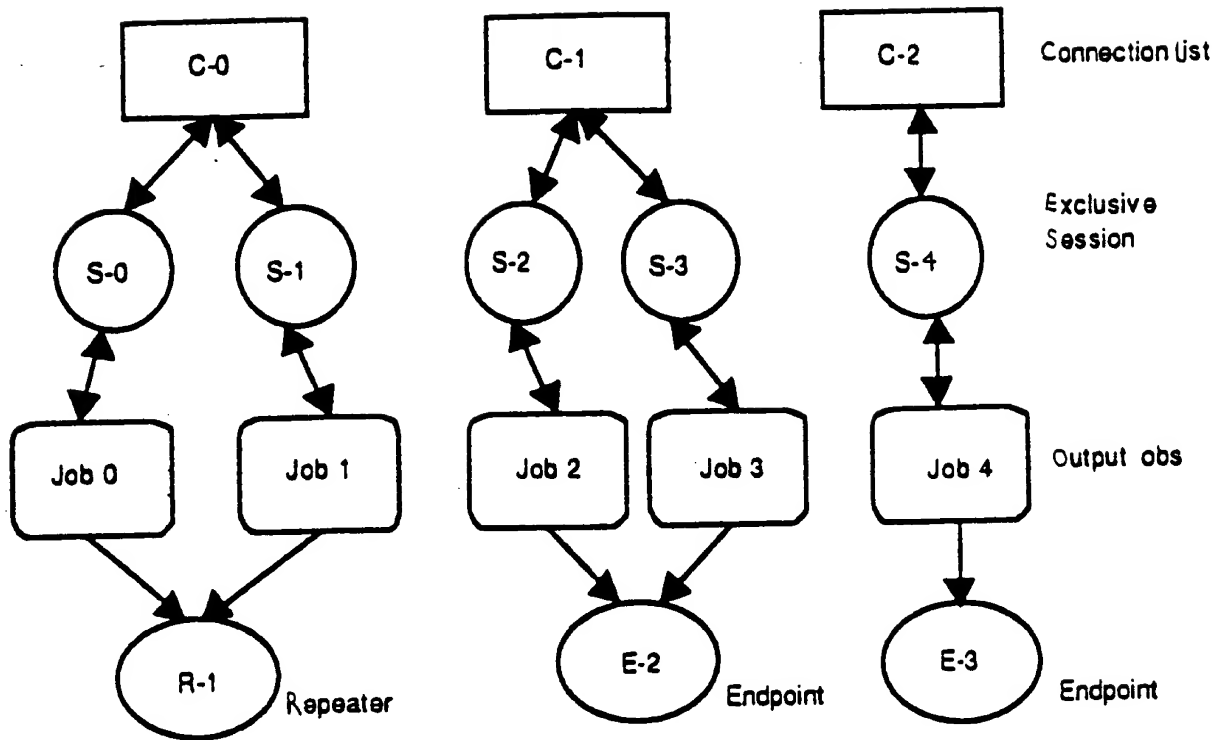 C-0
C-1
C-2
Connection list
S-0
S-1
S-2
S-3
S-4
Exclusive
Session
Job 0
Job 1
Job 2
Job 3
Job 4
Output obs
R-1
Repeater
E-2
Endpoint
E-3
Endpoint